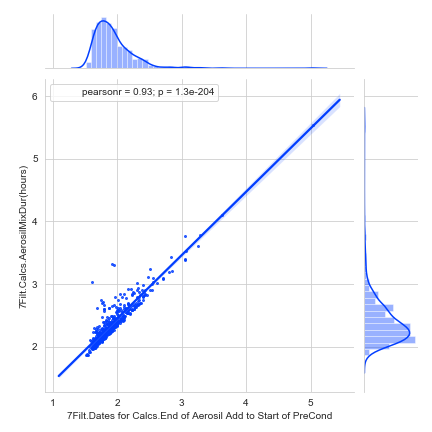 pearsonr = 0.93; p = 1.3e-204
6
5
4
3
2
7Filt.Calcs.AerosilMixDur(hours)
1 2 3 4 5
7Filt.Dates for Calcs.End of Aerosil Add to Start of PreCond